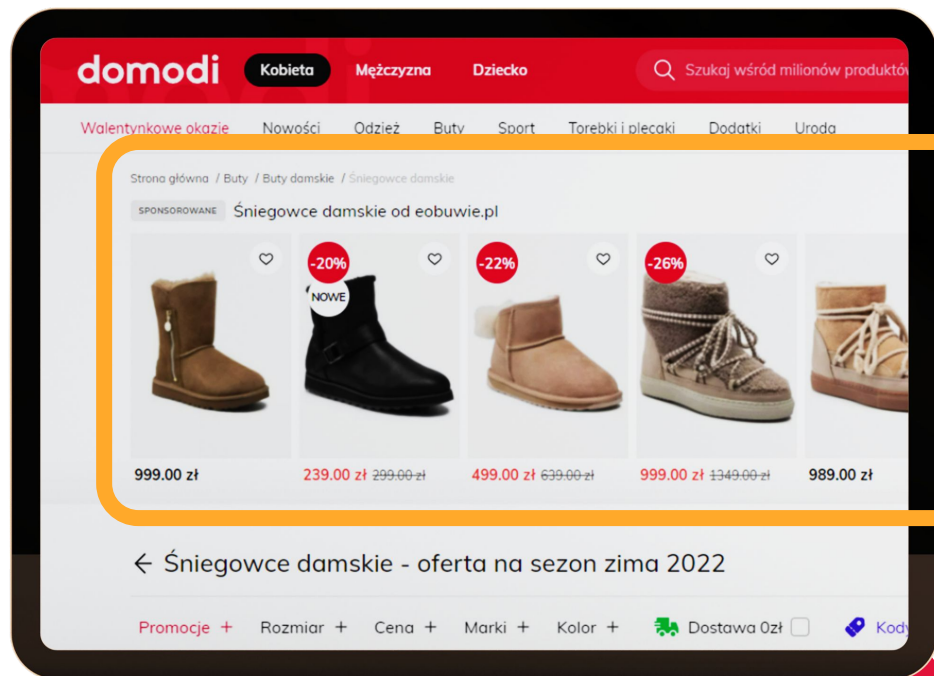 domodi Kobieta Mężczyzna Dziecko Szukaj wśród milionów produktów
Walentynkowe okazje Nowości Odzież Buty Sport Torebki i plecaki Dodatki Uroda
Strona główna / Buty / Buty damskie / Śniegowce damskie
SPONSOROWANE Śniegowce damskie od eobuwie.pl
-20% -22% -26%
NOWE
999.00 zł 239.00 zł 299.00 zł 499.00 zł 639.00 zł 999.00 zł 1349.00 zł 989.00 zł
← Śniegowce damskie - oferta na sezon zima 2022
Promocje + Rozmiar + Cena + Marki + Kolor + Dostawa 0zł Kody